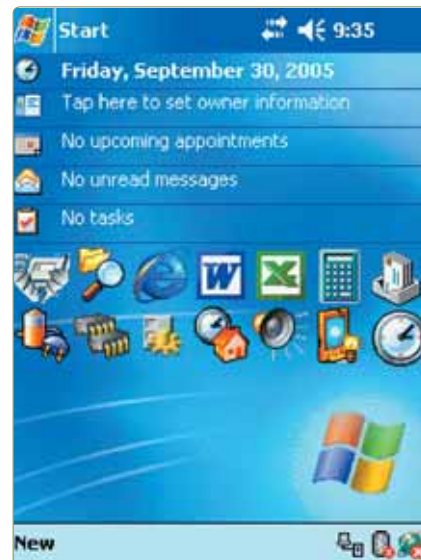 Start 9:35
Friday, September 30, 2005
Tap here to set owner information
No upcoming appointments
No unread messages
No tasks
W
New